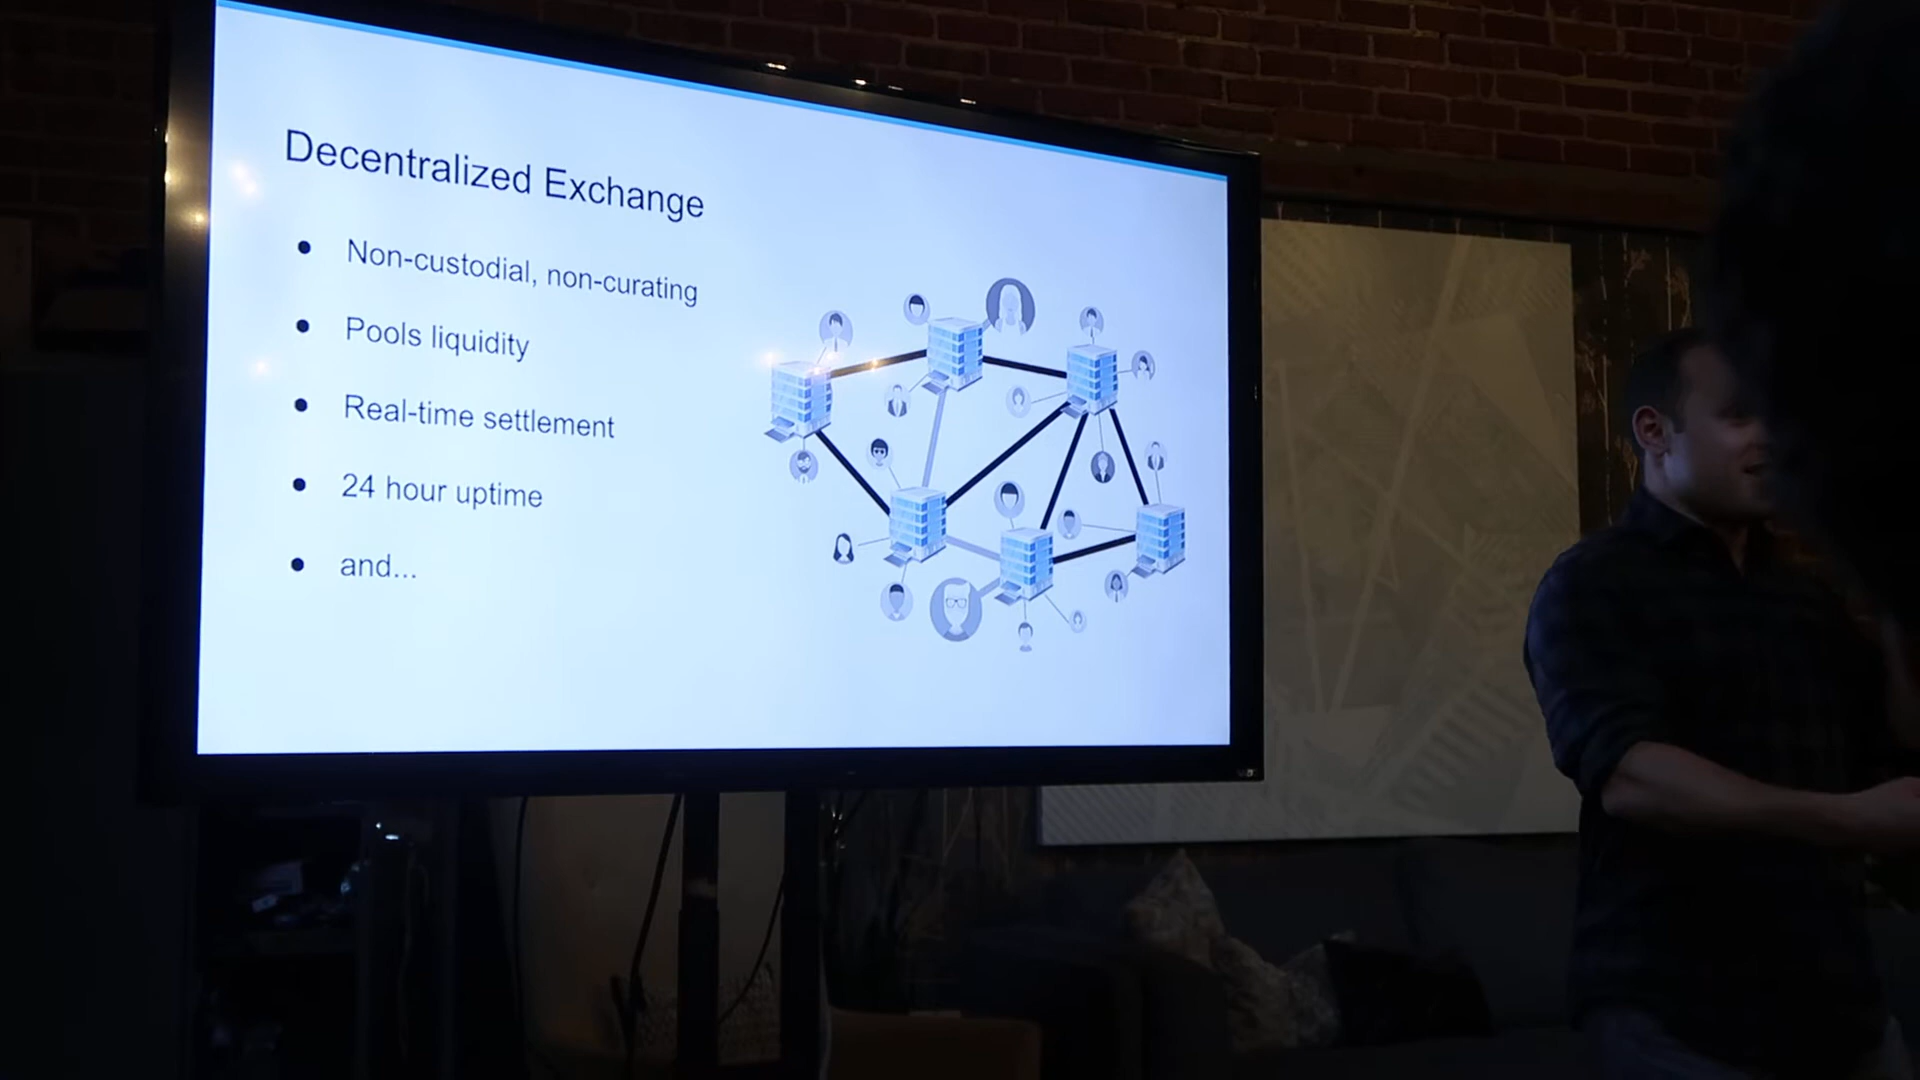 Decentralized Exchange
● Non-custodial, non-curating
● Pools liquidity
● Real-time settlement
● 24 hour uptime
● and...